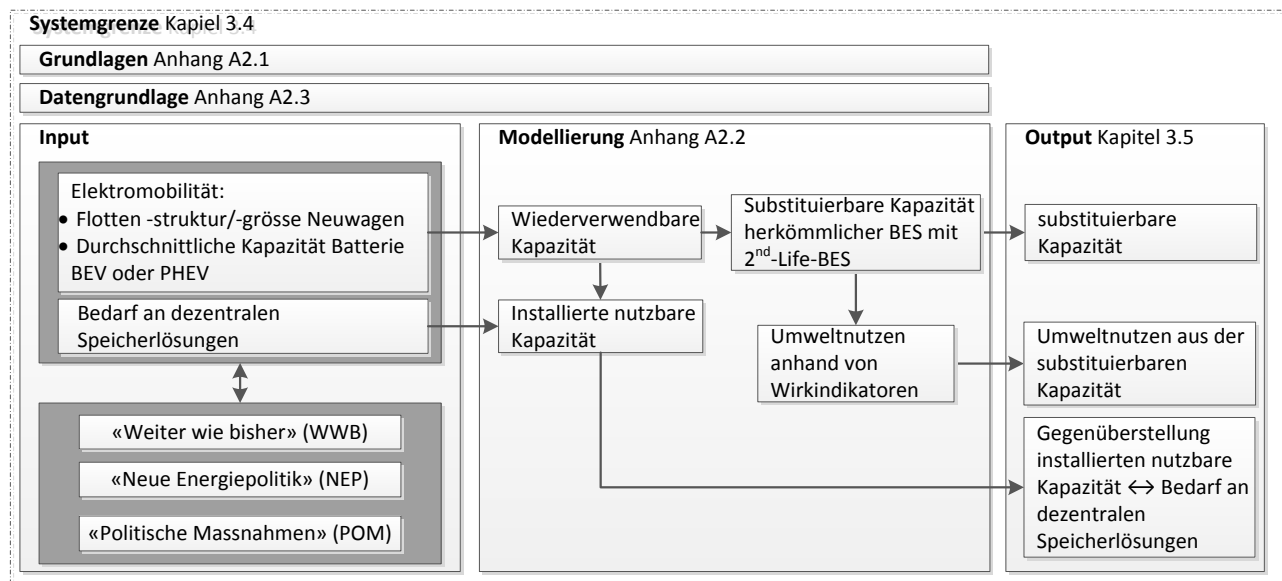 Systemgrenze Kapiel 3.4
Grundlagen Anhang A2.1
Datengrundlage Anhang A2.3
Input
Elektromobilität:
• Flotten -struktur/-grösse Neuwagen
• Durchschnittliche Kapazität Batterie
BEV oder PHEV
Bedarf an dezentralen
Speicherlösungen
«Weiter wie bisher» (WWB)
«Neue Energiepolitik» (NEP)
«Politische Massnahmen» (POM)
Modellierung Anhang A2.2
Wiederverwendbare
Kapazität
Substituierbare Kapazität
herkömmlicher BES mit
2nd-Life-BES
Installierte nutzbare
Kapazität
Umweltnutzen
anhand von
Wirkindikatoren
Output Kapitel 3.5
substituierbare
Kapazität
Umweltnutzen aus der
substituierbaren
Kapazität
Gegenüberstellung
installierten nutzbare
Kapazität ↔ Bedarf an
dezentralen
Speicherlösungen